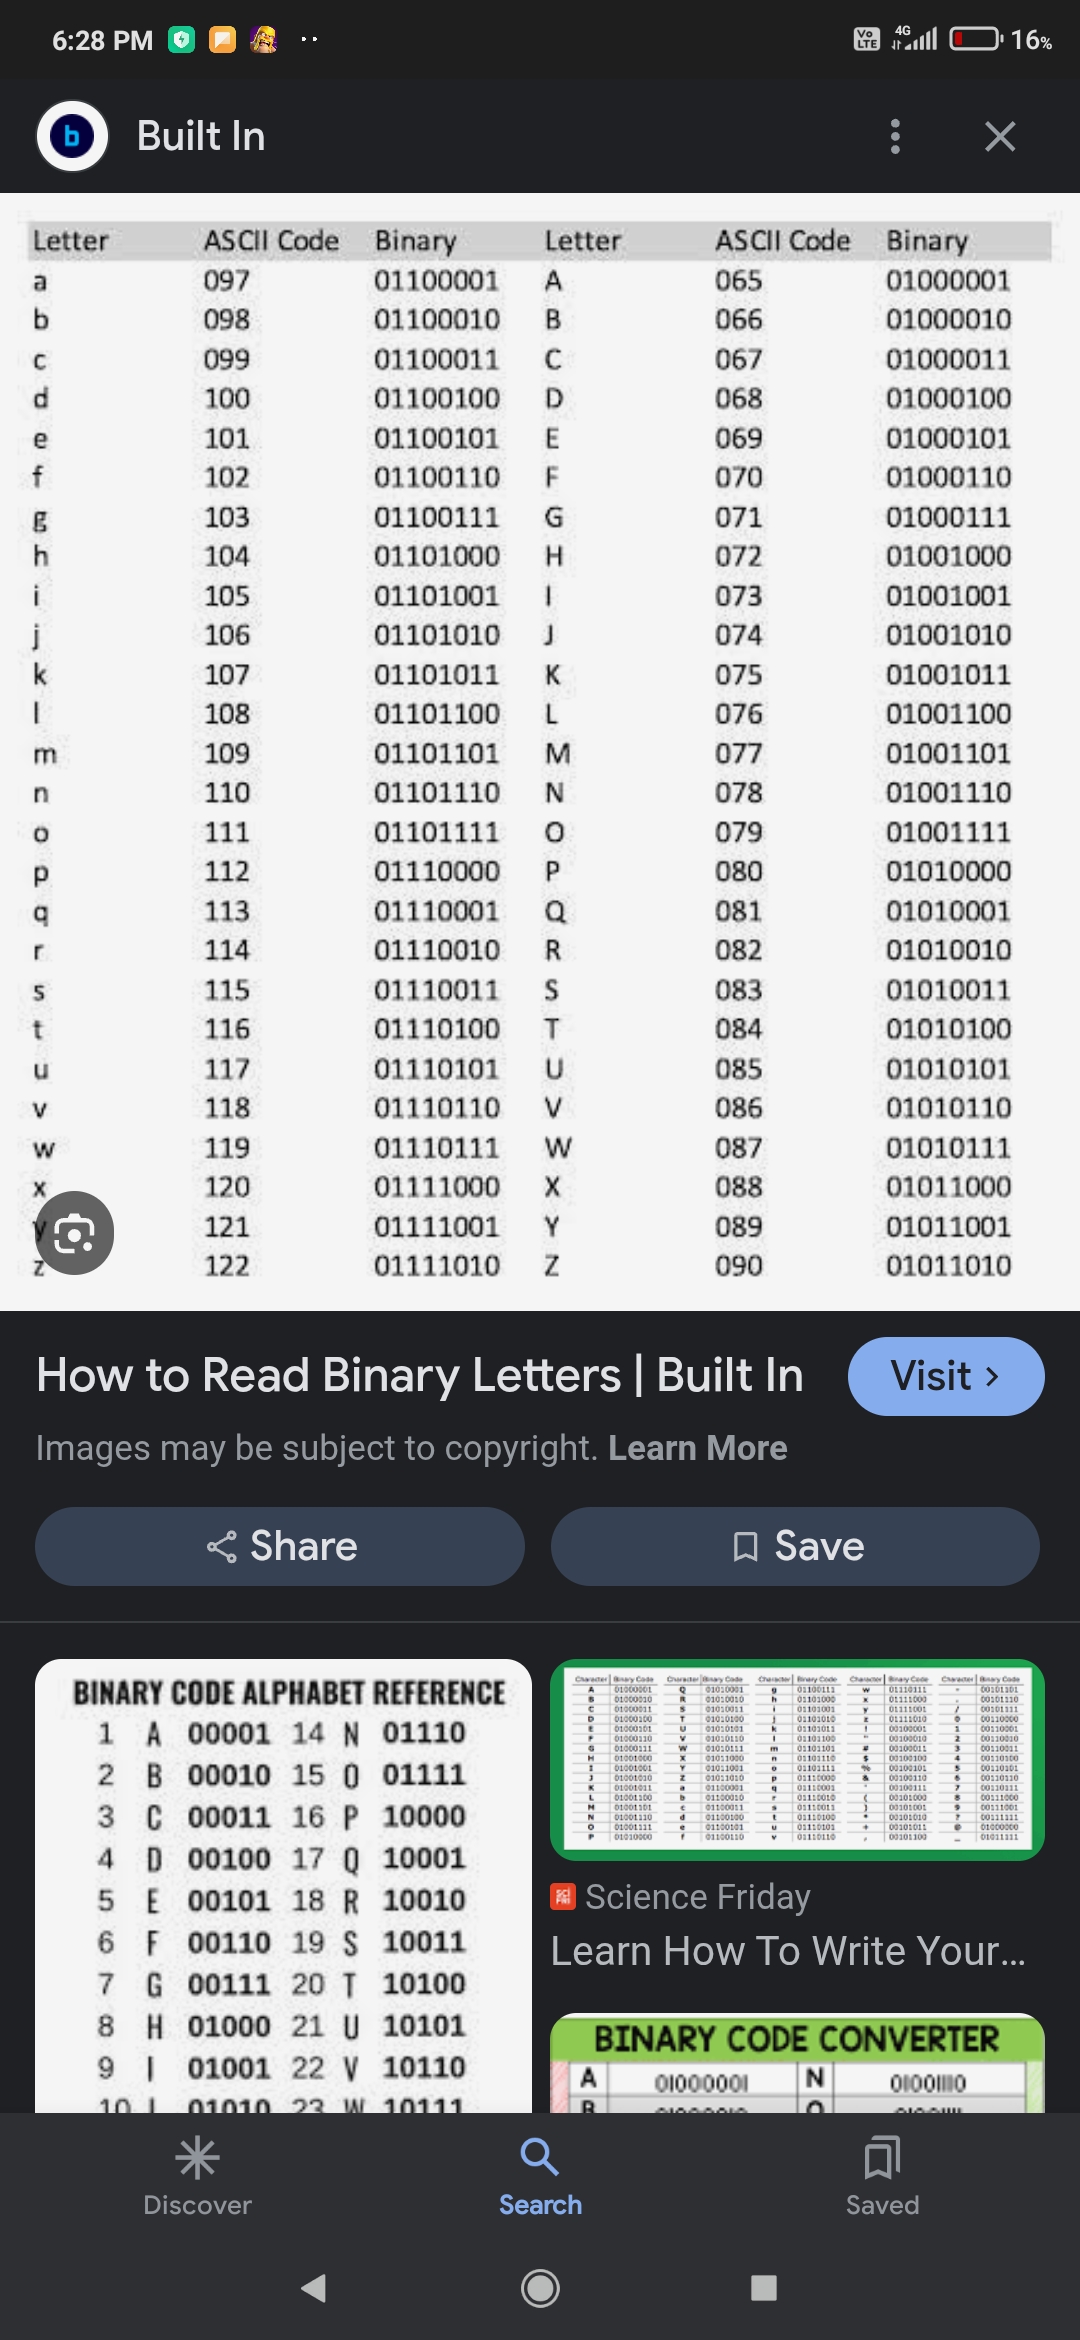 6:28 PM
Vo LTE 4G 16%
b Built In
Letter ASCII Code Binary Letter ASCII Code Binary
a 097 01100001 A 065 01000001
b 098 01100010 B 066 01000010
c 099 01100011 C 067 01000011
d 100 01100100 D 068 01000100
e 101 01100101 E 069 01000101
f 102 01100110 F 070 01000110
g 103 01100111 G 071 01000111
h 104 01101000 H 072 01001000
i 105 01101001 I 073 01001001
j 106 01101010 J 074 01001010
k 107 01101011 K 075 01001011
l 108 01101100 L 076 01001100
m 109 01101101 M 077 01001101
n 110 01101110 N 078 01001110
o 111 01101111 O 079 01001111
p 112 01110000 P 080 01010000
q 113 01110001 Q 081 01010001
r 114 01110010 R 082 01010010
s 115 01110011 S 083 01010011
t 116 01110100 T 084 01010100
u 117 01110101 U 085 01010101
v 118 01110110 V 086 01010110
w 119 01110111 W 087 01010111
x 120 01111000 X 088 01011000
y 121 01111001 Y 089 01011001
z 122 01111010 Z 090 01011010
How to Read Binary Letters | Built In
Visit >
Images may be subject to copyright. Learn More
Share
Save
BINARY CODE ALPHABET REFERENCE
1 A 00001 14 N 01110
2 B 00010 15 O 01111
3 C 00011 16 P 10000
4 D 00100 17 Q 10001
5 E 00101 18 R 10010
6 F 00110 19 S 10011
7 G 00111 20 T 10100
8 H 01000 21 U 10101
9 I 01001 22 V 10110
10 J 01010 23 W 10111
Science Friday
Learn How To Write Your...
BINARY CODE CONVERTER
A 01000001 N 01001110
Discover
Search
Saved